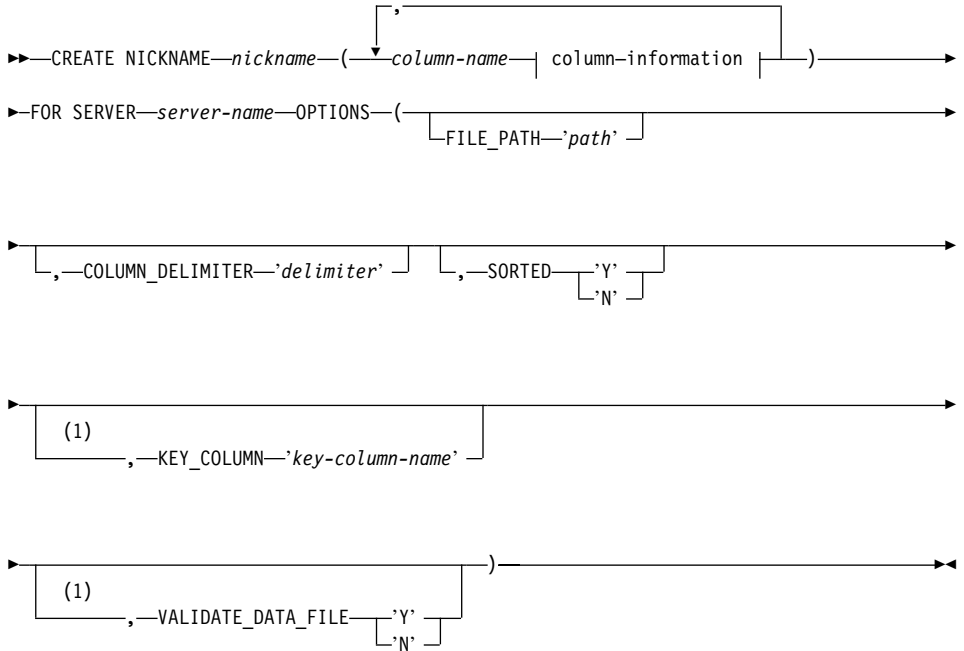 ,
CREATE NICKNAME nickname ( column-name column–information )
FOR SERVER server-name OPTIONS (
FILE_PATH ’path’
, COLUMN_DELIMITER ’delimiter’ , SORTED ’Y’
’N’
(1)
, KEY_COLUMN ’key-column-name’
)
(1)
, VALIDATE_DATA_FILE ’Y’
’N’